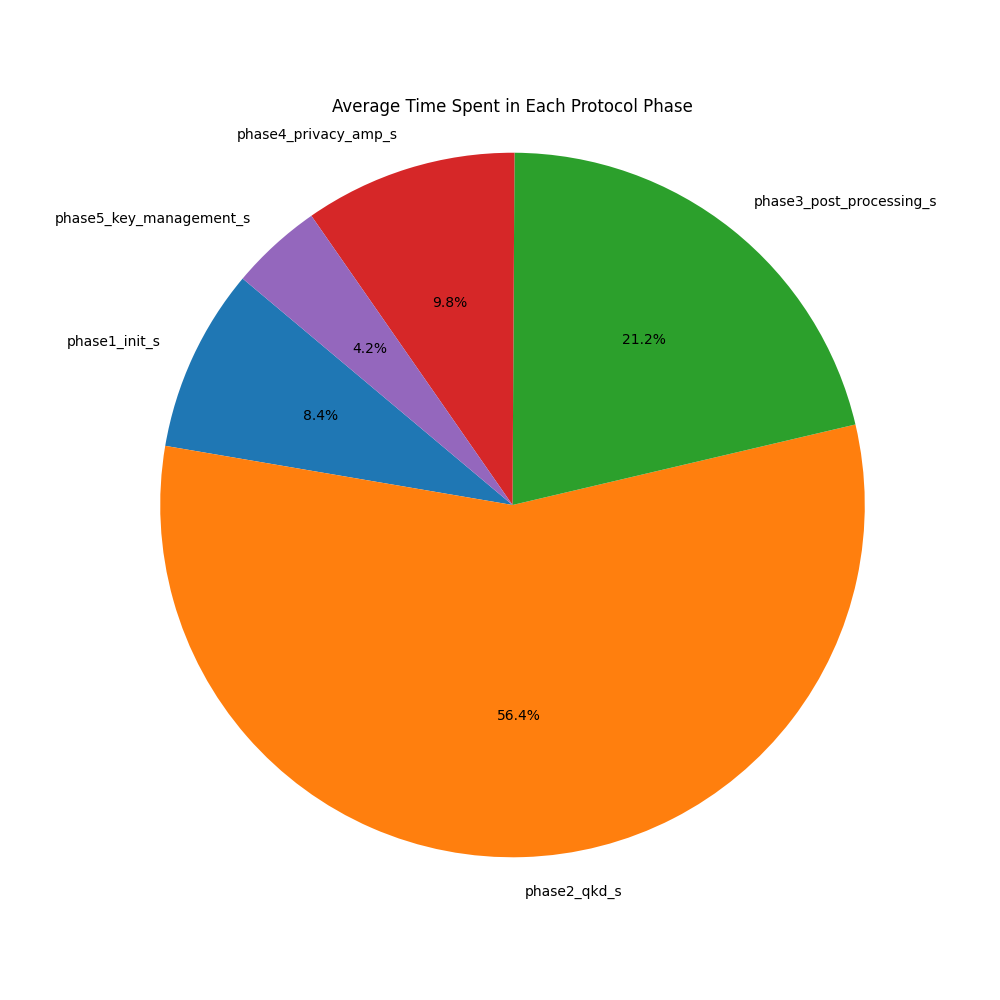 Average Time Spent in Each Protocol Phase
phase4_privacy_amp_s
phase3_post_processing_s
phase5_key_management_s
9.8%
21.2%
phase1_init_s
4.2%
8.4%
56.4%
phase2_qkd_s